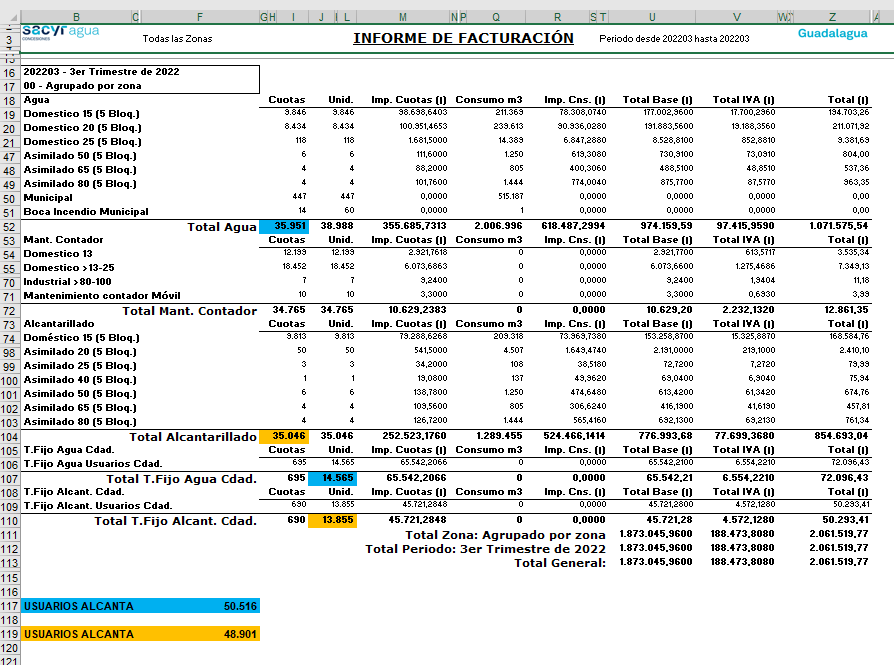 B C F G H I J I L M N P Q R S T U V W Z A
3 sacyr agua CONCESIONES Todas las Zonas INFORME DE FACTURACIÓN Periodo desde 202203 hasta 202203 Guadalagua
16 202203 - 3er Trimestre de 2022
17 00 - Agrupado por zona
18 Agua Cuotas Unid. Imp. Cuotas (ı) Consumo m3 Imp. Cns. (ı) Total Base (ı) Total IVA (ı) Total (ı)
19 Domestico 15 (5 Bloq.) 9.846 9.846 98.698,6403 211.369 78.308,0740 177.002,9600 17.700,2960 194.703,26
20 Domestico 20 (5 Bloq.) 8.434 8.434 100.951,4653 239.613 90.936,0280 191.883,5600 19.188,3560 211.071,92
21 Domestico 25 (5 Bloq.) 118 118 1.681,5000 14.389 6.847,2880 8.528,8100 852,8810 9.381,69
47 Asimilado 50 (5 Bloq.) 6 6 111,6000 1.250 619,3080 730,9100 73,0910 804,00
48 Asimilado 65 (5 Bloq.) 4 4 88,2000 805 400,3060 488,5100 48,8510 537,36
49 Asimilado 80 (5 Bloq.) 4 4 101,7600 1.444 774,0040 875,7700 87,5770 963,35
50 Municipal 447 447 0,0000 515.187 0,0000 0,0000 0,0000 0,00
51 Boca Incendio Municipal 14 60 0,0000 1 0,0000 0,0000 0,0000 0,00
52 Total Agua 35.951 38.988 355.685,7313 2.006.996 618.487,2994 974.159,59 97.415,9590 1.071.575,54
53 Mant. Contador Cuotas Unid. Imp. Cuotas (ı) Consumo m3 Imp. Cns. (ı) Total Base (ı) Total IVA (ı) Total (ı)
54 Domestico 13 12.199 12.199 2.921,7618 0 0,0000 2.921,7700 613,5717 3.535,34
55 Domestico >13-25 18.452 18.452 6.073,6863 0 0,0000 6.073,6600 1.275,4686 7.349,13
70 Industrial >80-100 7 7 9,2400 0 0,0000 9,2400 1,9404 11,18
71 Mantenimiento contador Móvil 10 10 3,3000 0 0,0000 3,3000 0,6930 3,99
72 Total Mant. Contador 34.765 34.765 10.629,2383 0 0,0000 10.629,20 2.232,1320 12.861,35
73 Alcantarillado Cuotas Unid. Imp. Cuotas (ı) Consumo m3 Imp. Cns. (ı) Total Base (ı) Total IVA (ı) Total (ı)
74 Doméstico 15 (5 Bloq.) 9.813 9.813 79.288,6268 209.318 73.969,7380 153.258,8700 15.325,8870 168.584,76
98 Asimilado 20 (5 Bloq.) 50 50 541,5000 4.507 1.649,4740 2.191,0000 219,1000 2.410,10
99 Asimilado 25 (5 Bloq.) 3 3 34,2000 108 38,5180 72,7200 7,2720 79,99
100 Asimilado 40 (5 Bloq.) 1 1 19,0800 137 49,9620 69,0400 6,9040 75,94
101 Asimilado 50 (5 Bloq.) 6 6 138,7800 1.250 474,6480 613,4200 61,3420 674,76
102 Asimilado 65 (5 Bloq.) 4 4 109,5600 805 306,6240 416,1900 41,6190 457,81
103 Asimilado 80 (5 Bloq.) 4 4 126,7200 1.444 565,4160 692,1300 69,2130 761,34
104 Total Alcantarillado 35.046 35.046 252.523,1760 1.289.455 524.466,1414 776.993,68 77.699,3680 854.693,04
105 T.Fijo Agua Cdad. Cuotas Unid. Imp. Cuotas (ı) Consumo m3 Imp. Cns. (ı) Total Base (ı) Total IVA (ı) Total (ı)
106 T.Fijo Agua Usuarios Cdad. 695 14.565 65.542,2066 0 0,0000 65.542,2100 6.554,2210 72.096,43
107 Total T.Fijo Agua Cdad. 695 14.565 65.542,2066 0 0,0000 65.542,21 6.554,2210 72.096,43
108 T.Fijo Alcant. Cdad. Cuotas Unid. Imp. Cuotas (ı) Consumo m3 Imp. Cns. (ı) Total Base (ı) Total IVA (ı) Total (ı)
109 T.Fijo Alcant. Usuarios Cdad. 690 13.855 45.721,2848 0 0,0000 45.721,2800 4.572,1280 50.293,41
110 Total T.Fijo Alcant. Cdad. 690 13.855 45.721,2848 0 0,0000 45.721,28 4.572,1280 50.293,41
111 Total Zona: Agrupado por zona 1.873.045,9600 188.473,8080 2.061.519,77
112 Total Periodo: 3er Trimestre de 2022 1.873.045,9600 188.473,8080 2.061.519,77
113 Total General: 1.873.045,9600 188.473,8080 2.061.519,77
115
116
117 USUARIOS ALCANTA 50.516
118
119 USUARIOS ALCANTA 48.901
120
121